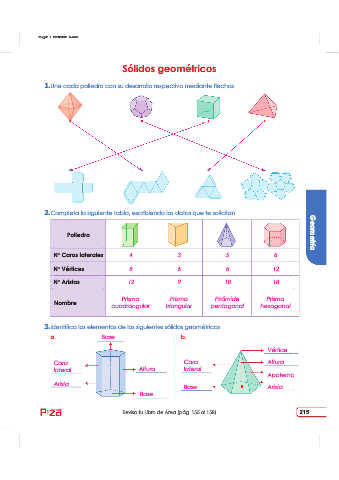 Sólidos geométricos
1. Une cada poliedro con su desarrollo respectivo mediante flechas
2. Completa la siguiente tabla, escribiendo los datos que te solicitan
Poliedro
N° Caras laterales 4 3 5 6
N° Vértices 8 6 6 12
N° Aristas 12 9 10 18
Nombre Prisma cuadrangular Prisma triangular Pirámide pentagonal Prisma hexagonal
Geometría
3. Identifica los elementos de los siguientes sólidos geométricos
a. Base
Cara lateral
Altura
Arista
Base
b.
Vértice
Cara lateral
Altura
Apotema
Base
Arista
Revisa tu Libro de Área (pág. 155 al 158)
215